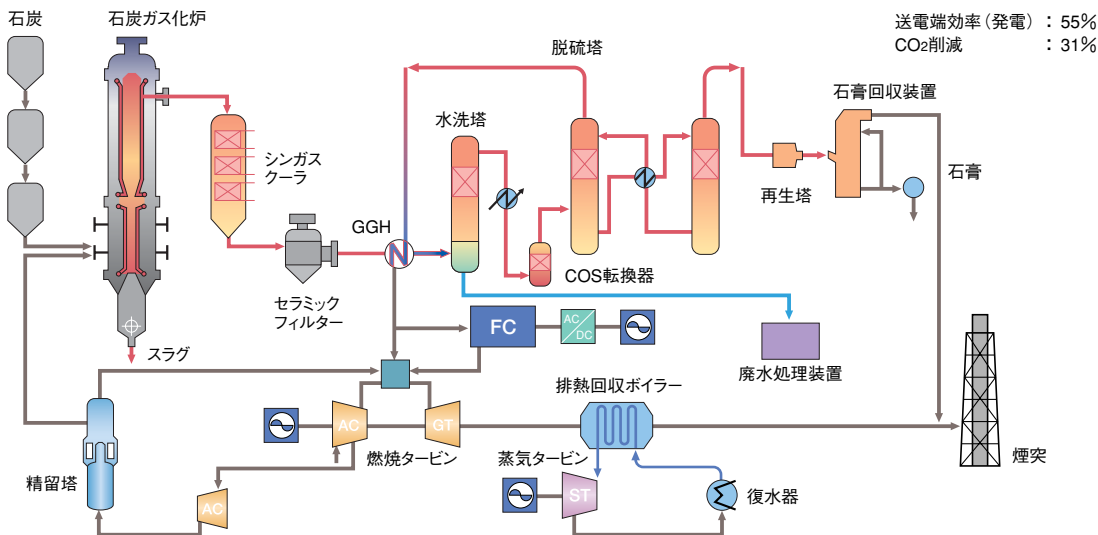 石炭
石炭ガス化炉
送電端効率(発電) : 55%
CO2削減 : 31%
脱硫塔
石膏回収装置
水洗塔
シンガス
クーラ
石膏
再生塔
GGH
COS転換器
セラミック
フィルター
FC
AC/DC
スラグ
廃水処理装置
排熱回収ボイラー
AC
GT
燃焼タービン
蒸気タービン
煙突
精留塔
AC
ST
復水器